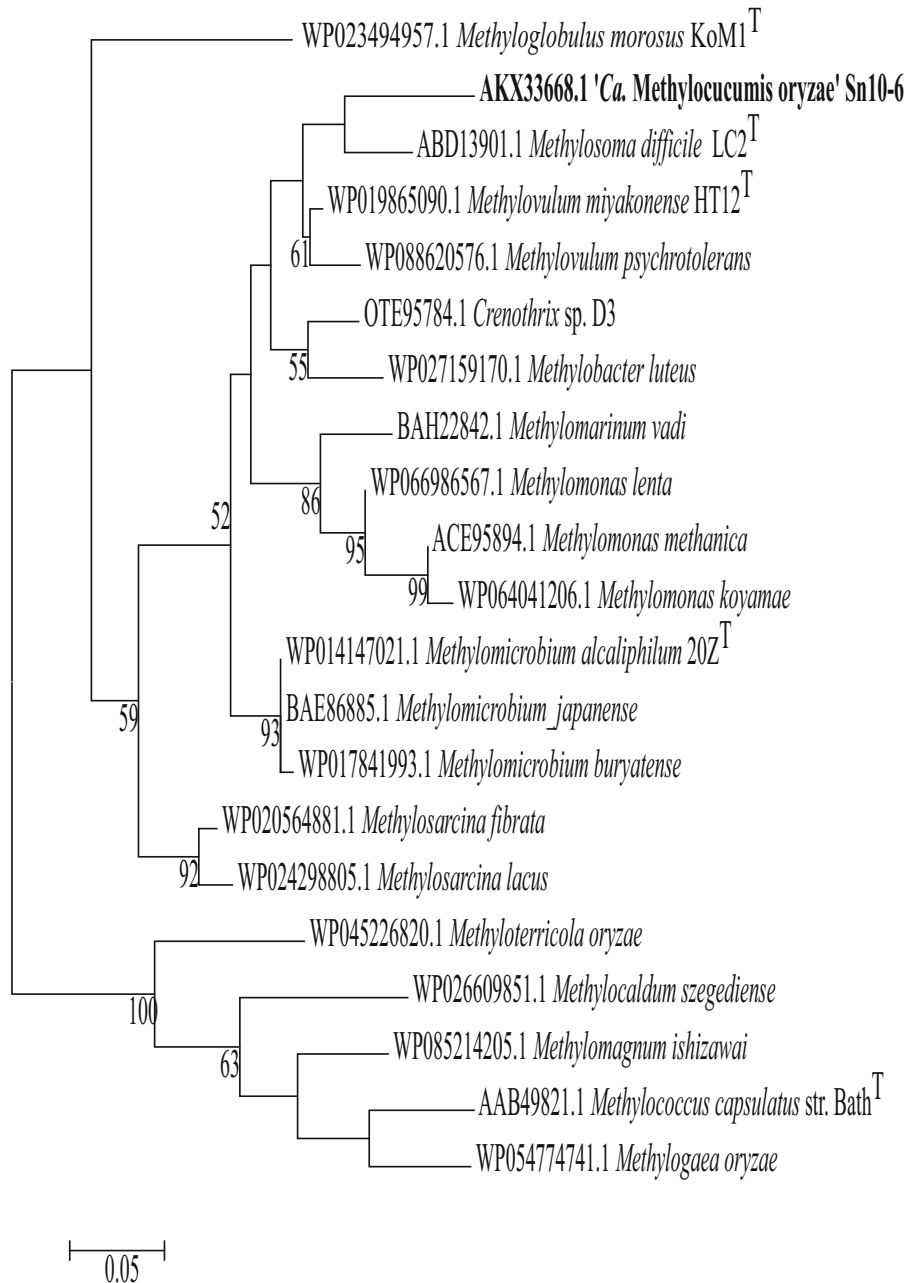 WP023494957.1 Methyloglobulus morosus KoM1T
AKX33668.1 'Ca. Methylocucumis oryzae' Sn10-6
ABD13901.1 Methylosoma difficile LC2T
WP019865090.1 Methylovulum miyakonense HT12T
61
WP088620576.1 Methylovulum psychrotolerans
OTE95784.1 Crenothrix sp. D3
55
WP027159170.1 Methylobacter luteus
BAH22842.1 Methylomarinum vadi
WP066986567.1 Methylomonas lenta
86
52
ACE95894.1 Methylomonas methanica
95
99
WP064041206.1 Methylomonas koyamae
WP014147021.1 Methylomicrobium alcaliphilum 20ZT
BAE86885.1 Methylomicrobium_japanense
59
93
WP017841993.1 Methylomicrobium buryatense
WP020564881.1 Methylosarcina fibrata
92
WP024298805.1 Methylosarcina lacus
WP045226820.1 Methyloterricola oryzae
WP026609851.1 Methylocaldum szegediense
100
WP085214205.1 Methylomagnum ishizawai
63
AAB49821.1 Methylococcus capsulatus str. BathT
WP054774741.1 Methylogaea oryzae
0.05